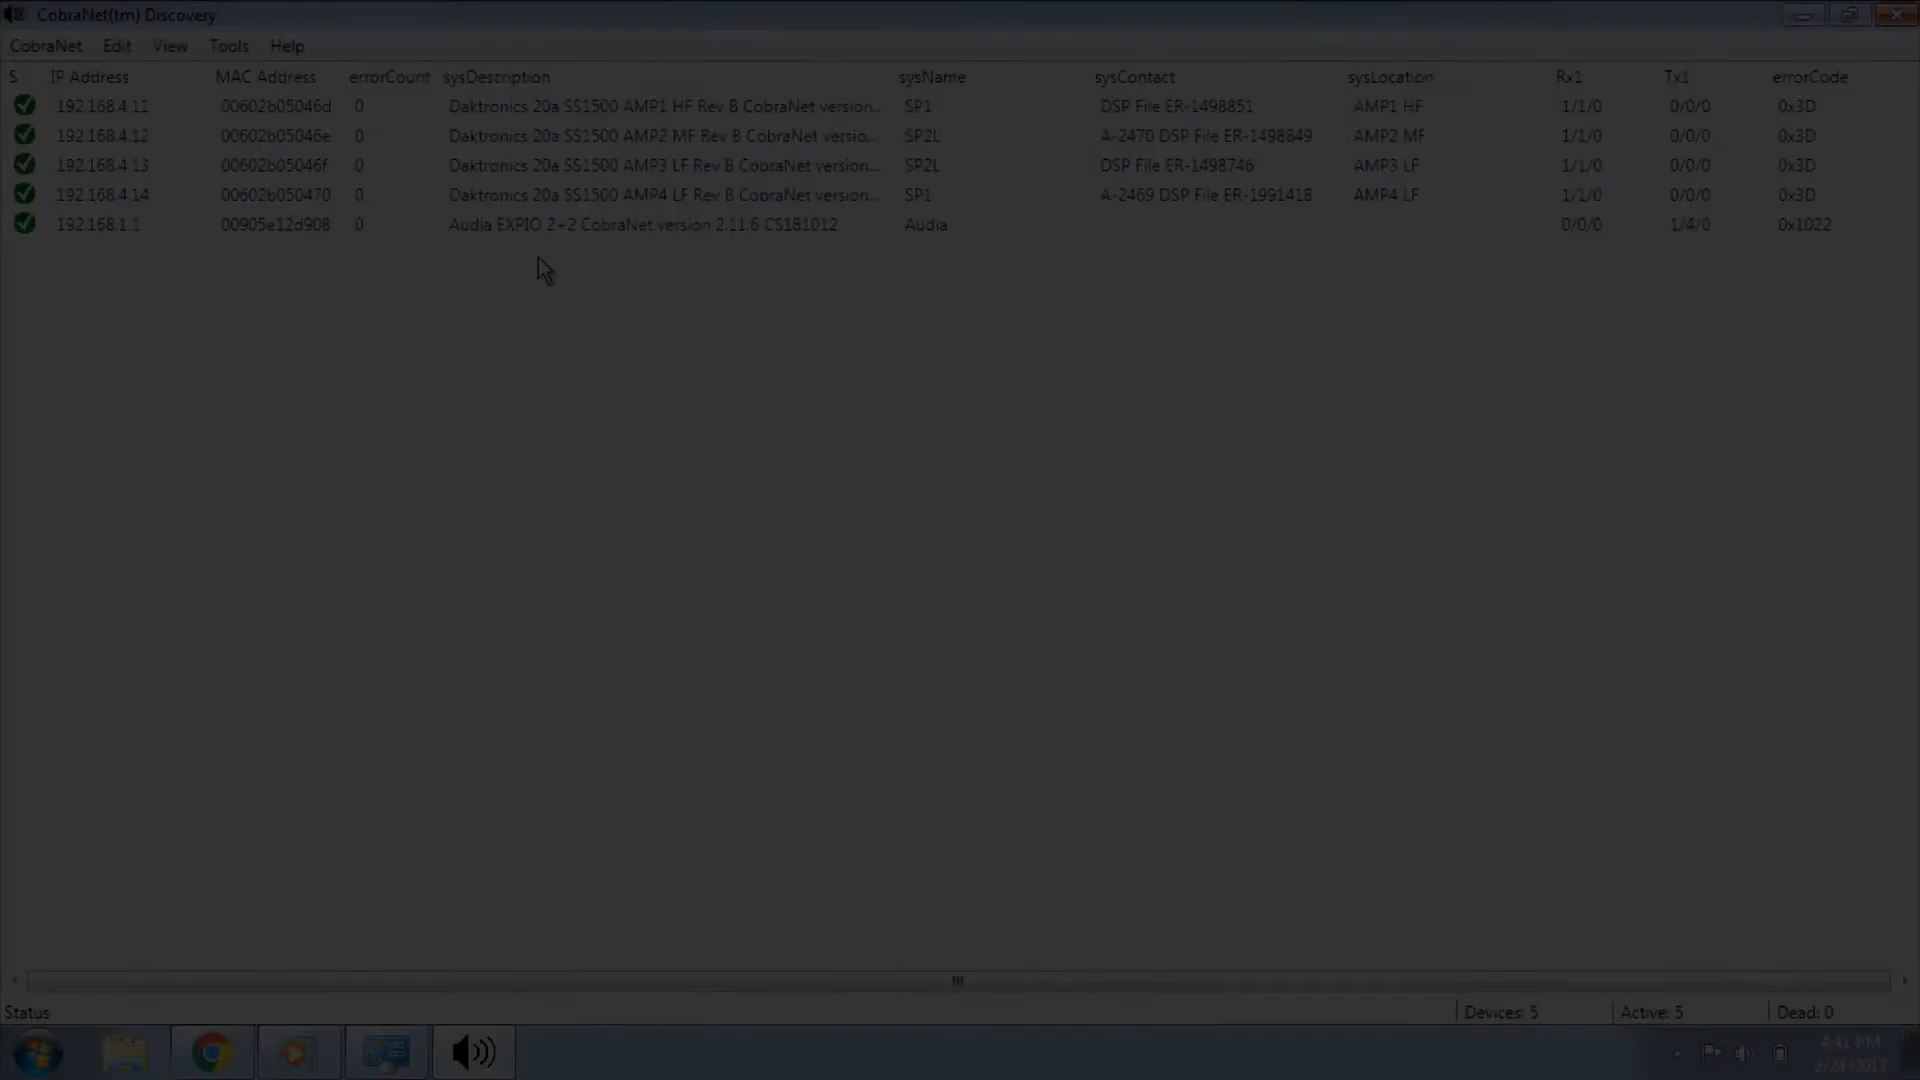 CobraNet(tm) Discovery
CobraNet Edit View Tools Help
S IP Address MAC Address errorCount sysDescription sysName sysContact sysLocation Rx1 Tx1 errorCode
192.168.4.11 00602b05046d 0 Daktronics 20a SS1500 AMP1 HF Rev B CobraNet version... SP1 DSP File ER-1498851 AMP1 HF 1/1/0 0/0/0 0x3D
192.168.4.12 00602b05046e 0 Daktronics 20a SS1500 AMP2 MF Rev B CobraNet versio... SP2L A-2470 DSP File ER-1498849 AMP2 MF 1/1/0 0/0/0 0x3D
192.168.4.13 00602b05046f 0 Daktronics 20a SS1500 AMP3 LF Rev B CobraNet version... SP2L DSP File ER-1498746 AMP3 LF 1/1/0 0/0/0 0x3D
192.168.4.14 00602b050470 0 Daktronics 20a SS1500 AMP4 LF Rev B CobraNet version... SP1 A-2469 DSP File ER-1991418 AMP4 LF 1/1/0 0/0/0 0x3D
192.168.1.1 00905e12d908 0 Audia EXPIO 2+2 CobraNet version 2.11.6 CS181012 Audia 0/0/0 1/4/0 0x1022
Status Devices: 5 Active: 5 Dead: 0
4:41 PM
2/24/2017